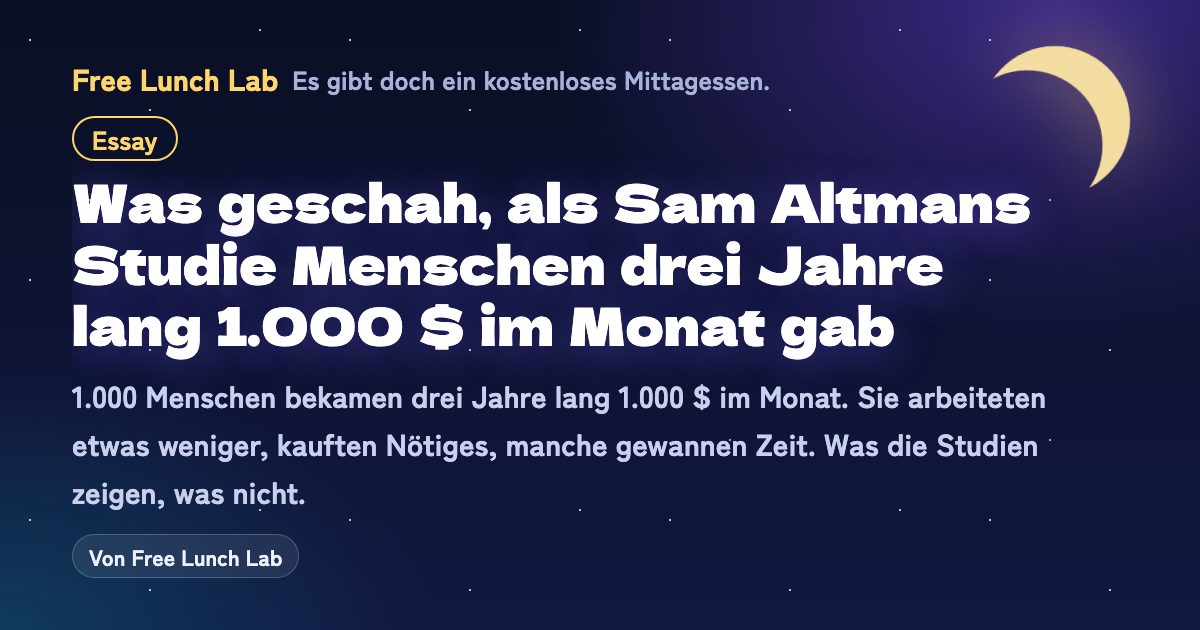 Free Lunch Lab Es gibt doch ein kostenloses Mittagessen.
Essay
Was geschah, als Sam Altmans
Studie Menschen drei Jahre
lang 1.000 $ im Monat gab
1.000 Menschen bekamen drei Jahre lang 1.000 $ im Monat. Sie arbeiteten
etwas weniger, kauften Nötiges, manche gewannen Zeit. Was die Studien
zeigen, was nicht.
Von Free Lunch Lab